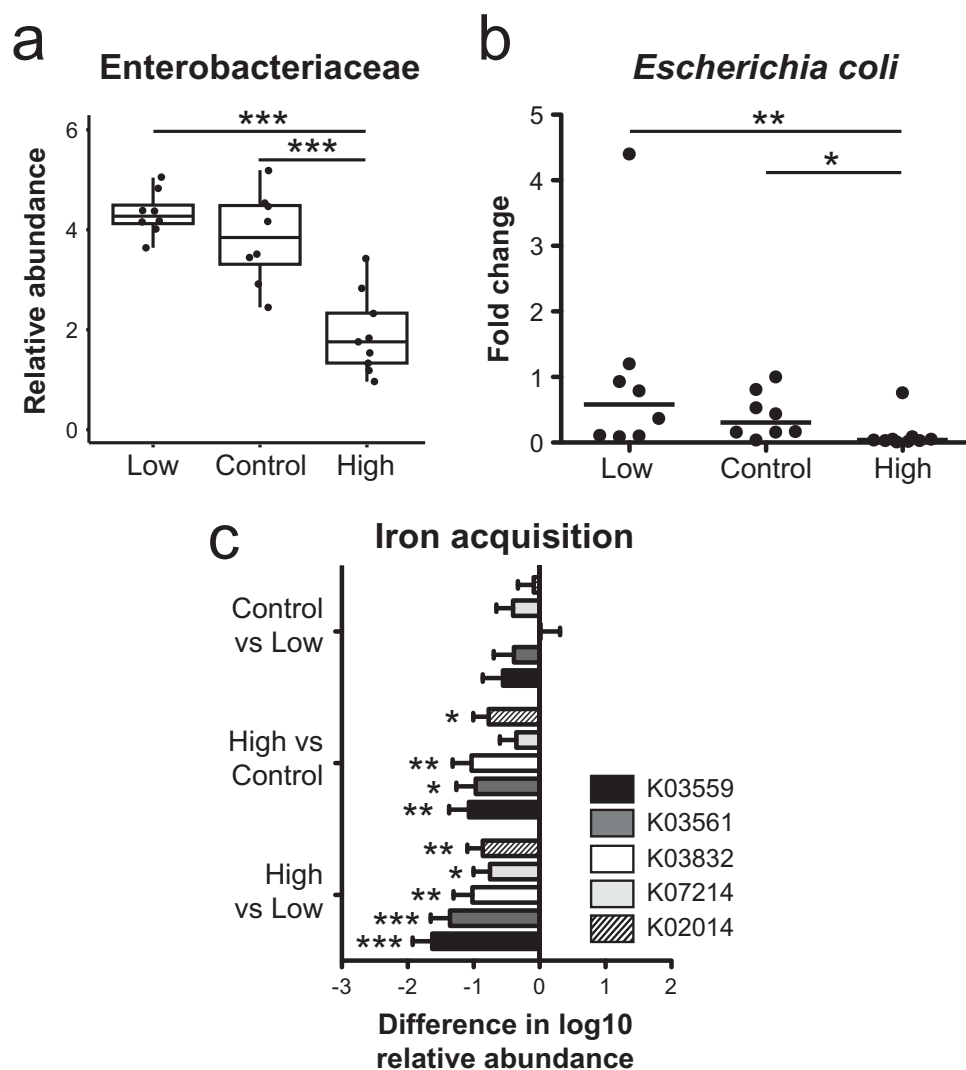 a
Enterobacteriaceae
Relative abundance
6
4
2
0
***
***
Low
Control
High
b
Escherichia coli
Fold change
5
4
3
2
1
0
**
*
Low
Control
High
c
Iron acquisition
Control
vs Low
High vs
Control
High
vs Low
*
**
*
**
**
*
**
***
***
K03559
K03561
K03832
K07214
K02014
-3
-2
-1
0
1
2
Difference in log10
relative abundance